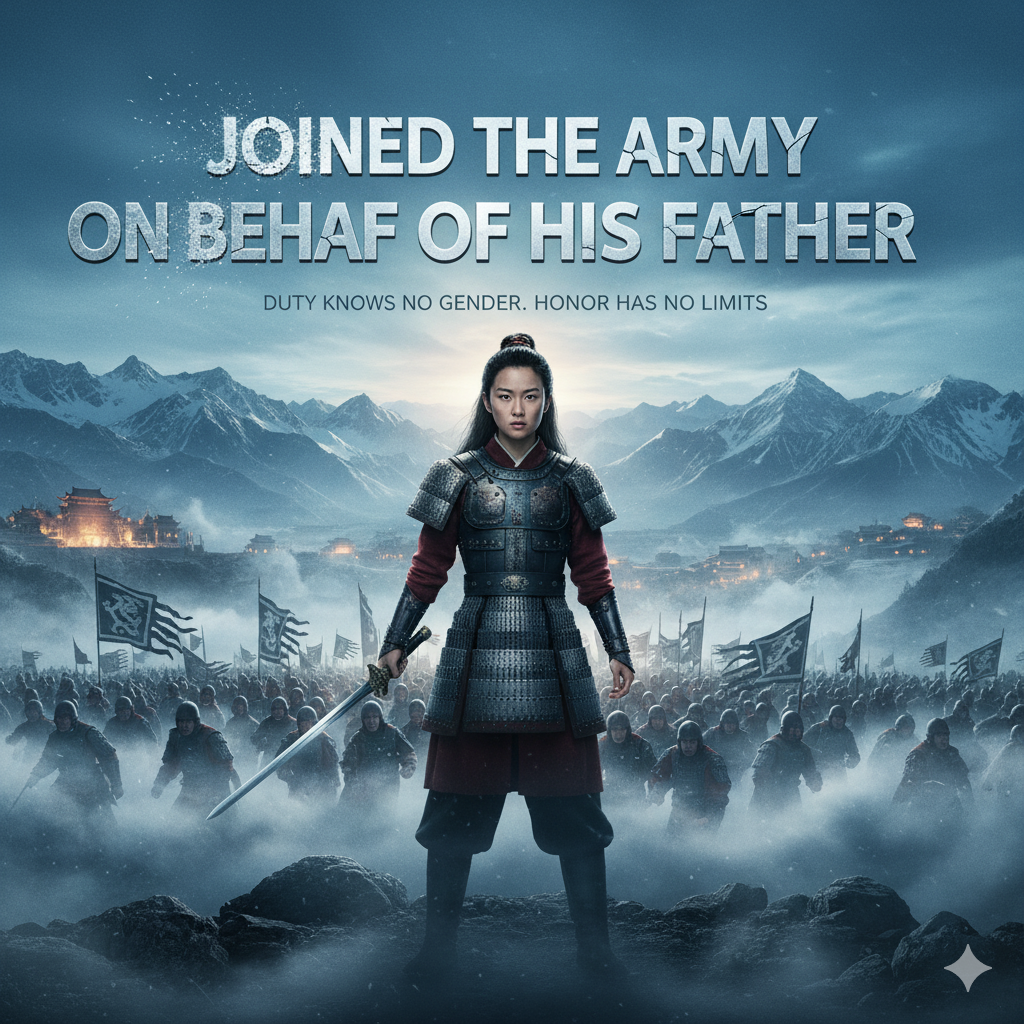 JOINED THE ARMY
ON BEHAF OF HIS FATHER
DUTY KNOWS NO GENDER. HONOR HAS NO LIMITS